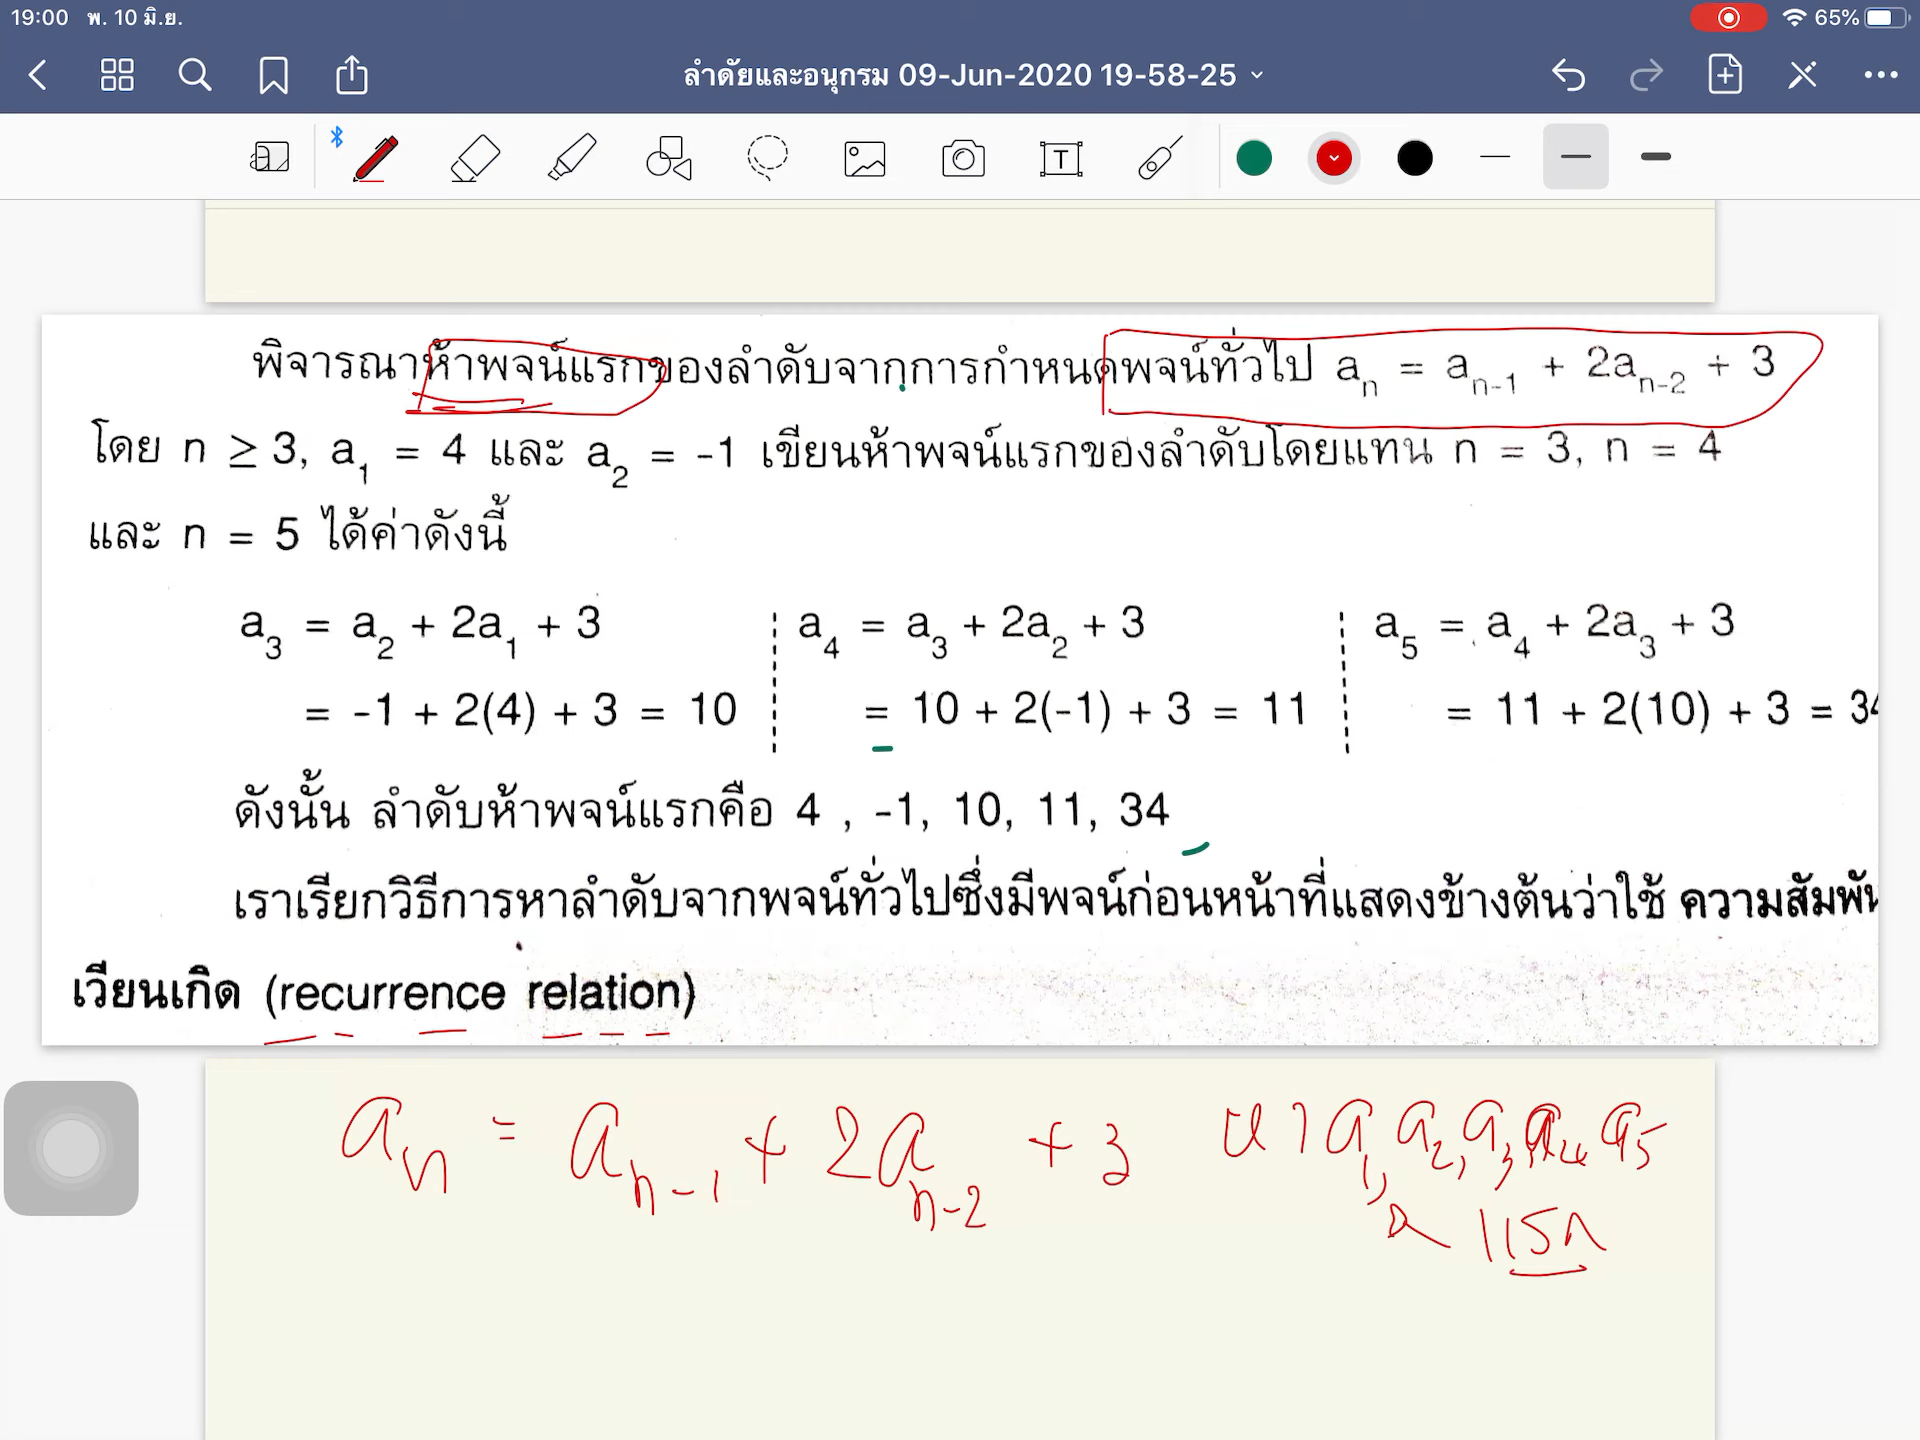 19:00 พ. 10 มิ.ย.
65%
ลำดัยและอนุกรม 09-Jun-2020 19-58-25
พิจารณาห้าพจน์แรกของลำดับจากการกำหนดพจน์ทั่วไป aₙ = aₙ₋₁ + 2aₙ₋₂ + 3
โดย n ≥ 3, a₁ = 4 และ a₂ = -1 เขียนห้าพจน์แรกของลำดับโดยแทน n = 3, n = 4
และ n = 5 ได้ค่าดังนี้
a₃ = a₂ + 2a₁ + 3
= -1 + 2(4) + 3 = 10
a₄ = a₃ + 2a₂ + 3
= 10 + 2(-1) + 3 = 11
a₅ = a₄ + 2a₃ + 3
= 11 + 2(10) + 3 = 34
ดังนั้น ลำดับห้าพจน์แรกคือ 4 , -1, 10, 11, 34
เราเรียกวิธีการหาลำดับจากพจน์ทั่วไปซึ่งมีพจน์ก่อนหน้าที่แสดงข้างต้นว่าใช้ ความสัมพัน
เวียนเกิด (recurrence relation)
aₙ = aₙ₋₁ + 2aₙ₋₂ + 3
a₁, a₂, a₃, a₄ a₅